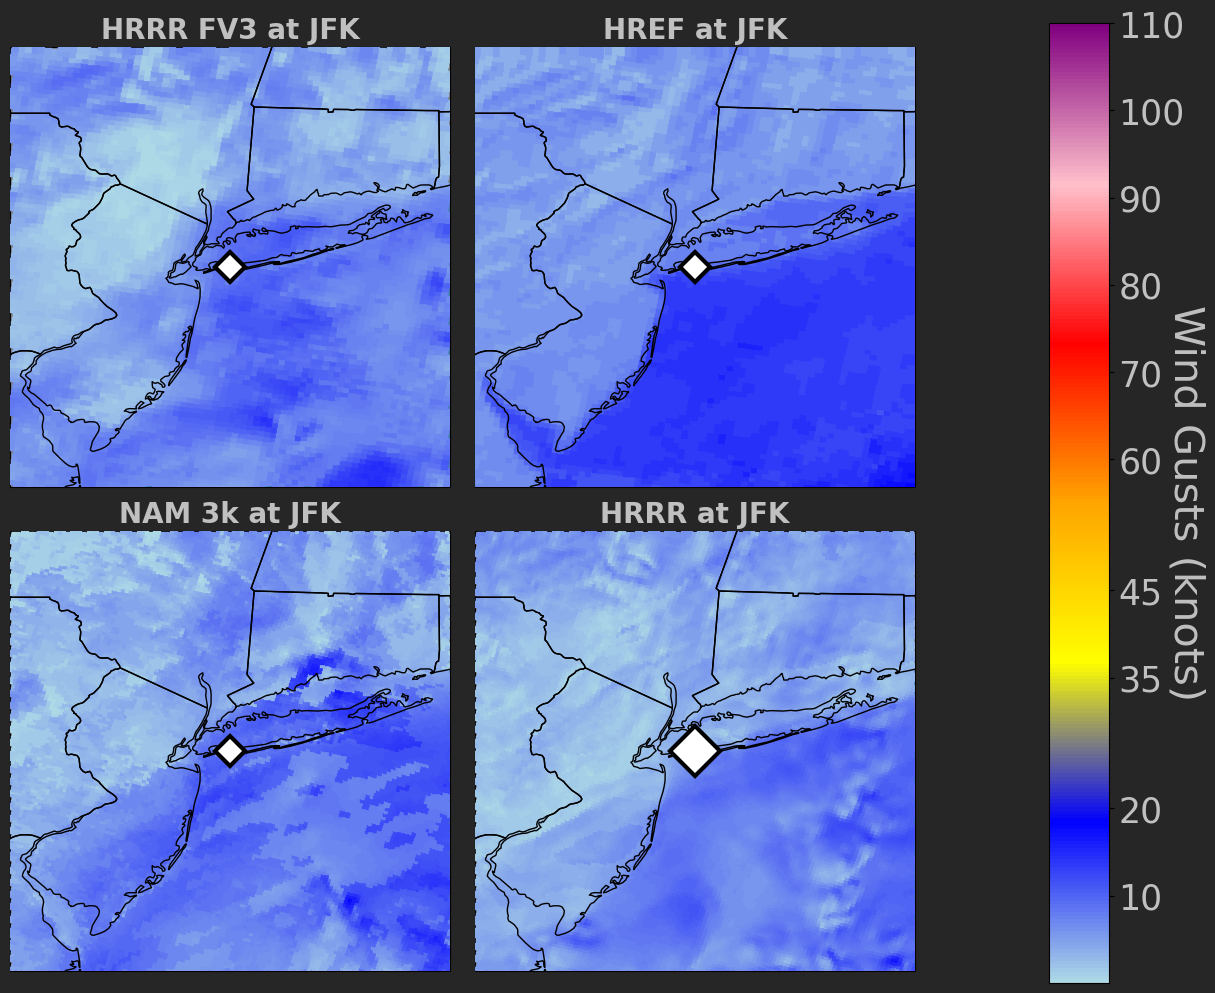 HRRR FV3 at JFK
HREF at JFK
NAM 3k at JFK
HRRR at JFK
110
100
90
80
70
60
45
35
20
10
Wind Gusts (knots)